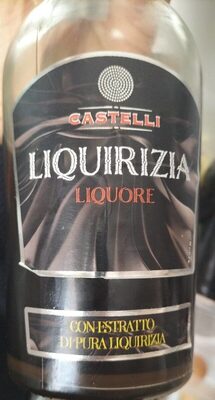 CASTELLI
LIQUIRIZIA
LIQUORE
CON ESTRATTO
DI PURA LIQUIRIZIA